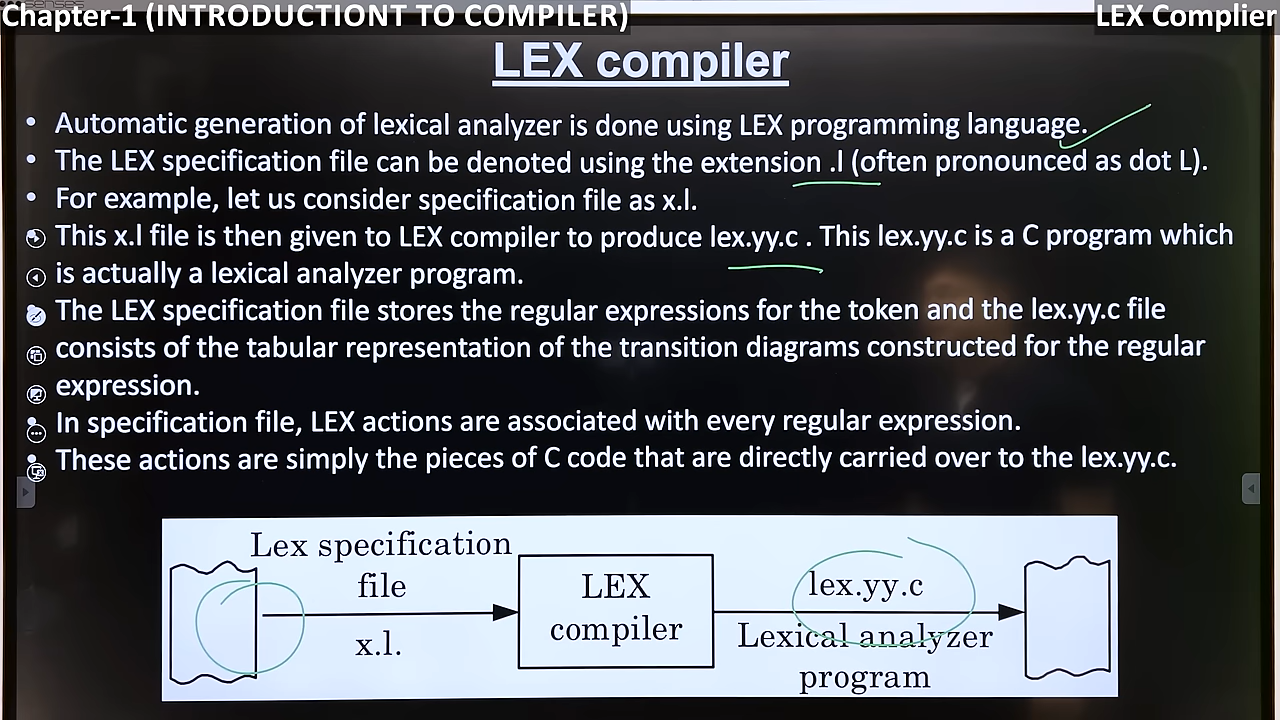 Chapter-1 (INTRODUCTIONT TO COMPILER)
LEX Complier
LEX compiler
• Automatic generation of lexical analyzer is done using LEX programming language.
• The LEX specification file can be denoted using the extension .l (often pronounced as dot L).
• For example, let us consider specification file as x.l.
This x.l file is then given to LEX compiler to produce lex.yy.c . This lex.yy.c is a C program which
is actually a lexical analyzer program.
The LEX specification file stores the regular expressions for the token and the lex.yy.c file
consists of the tabular representation of the transition diagrams constructed for the regular
expression.
• In specification file, LEX actions are associated with every regular expression.
• These actions are simply the pieces of C code that are directly carried over to the lex.yy.c.
Lex specification
file
x.l.
LEX
compiler
lex.yy.c
Lexical analyzer
program